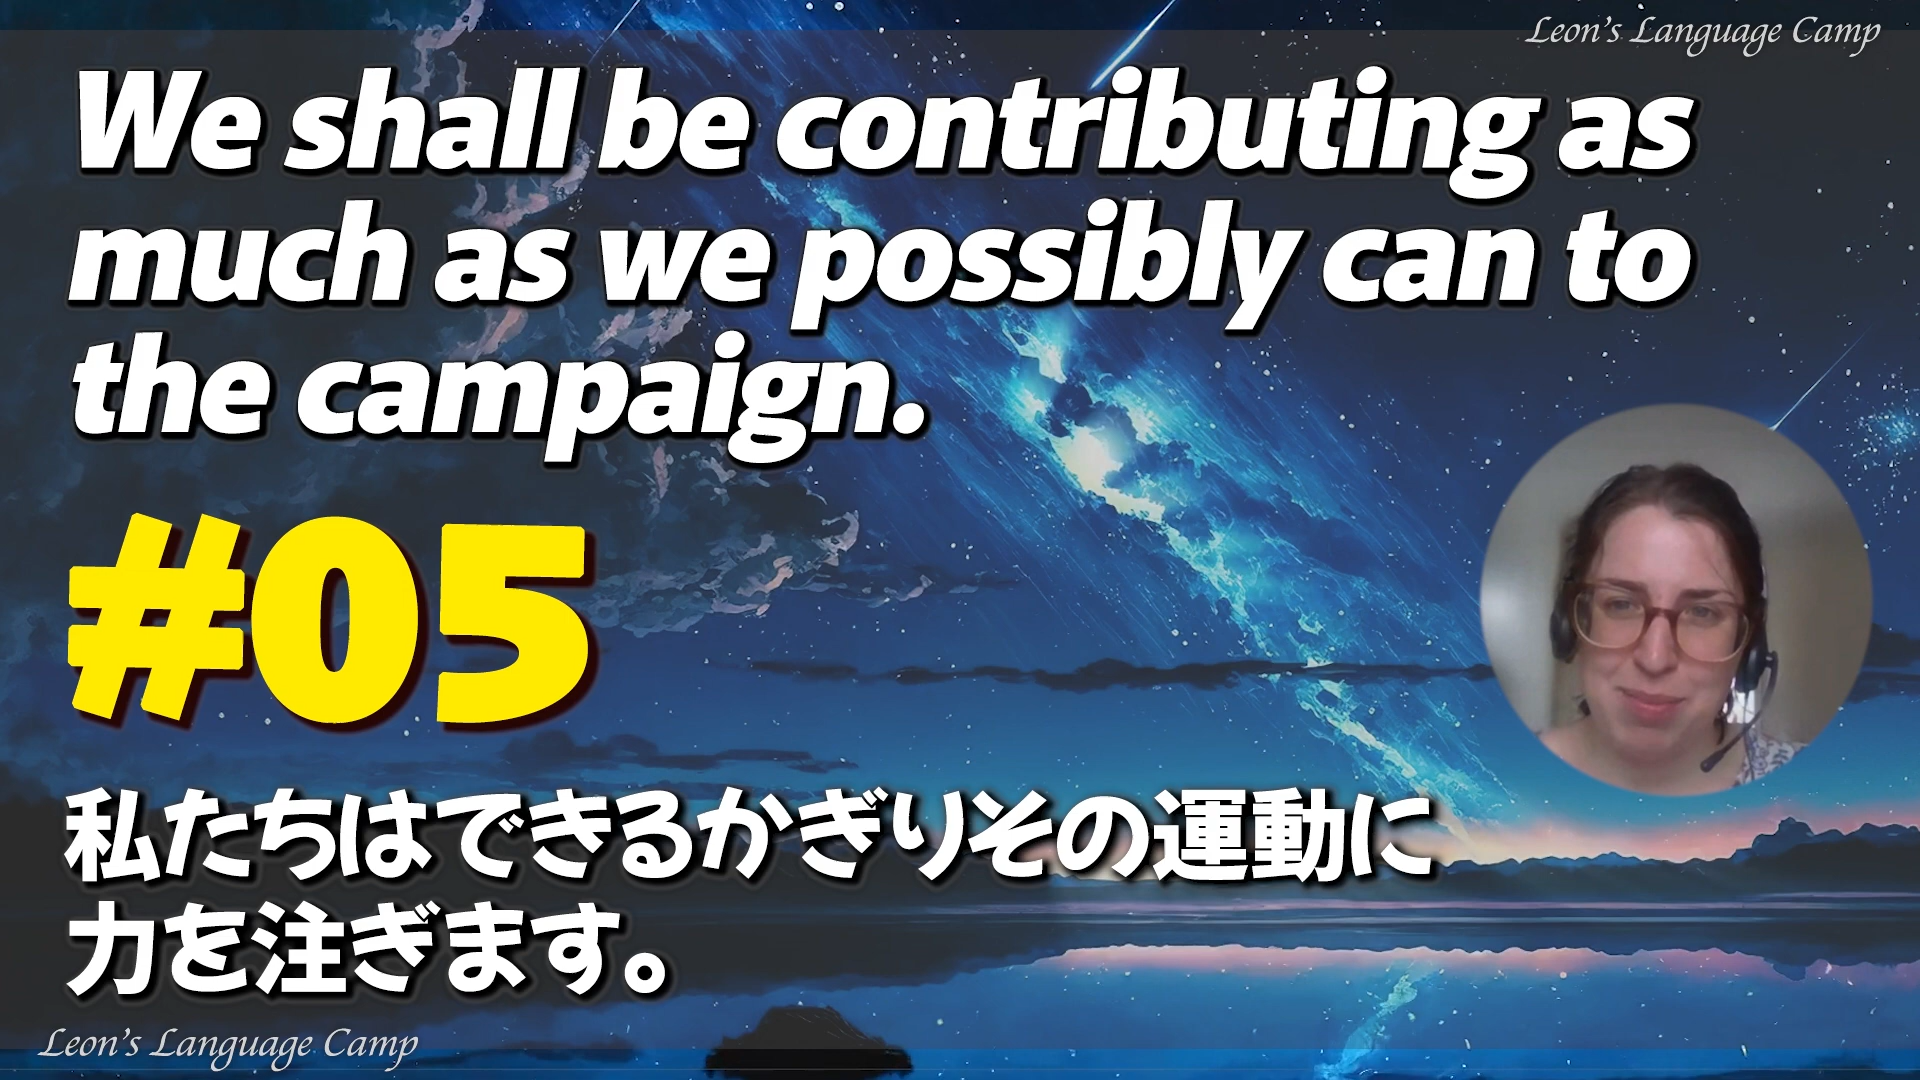 Leon's Language Camp
We shall be contributing as
much as we possibly can to
the campaign.
#05
私たちはできるかぎりその運動に
力を注ぎます。
Leon's Language Camp